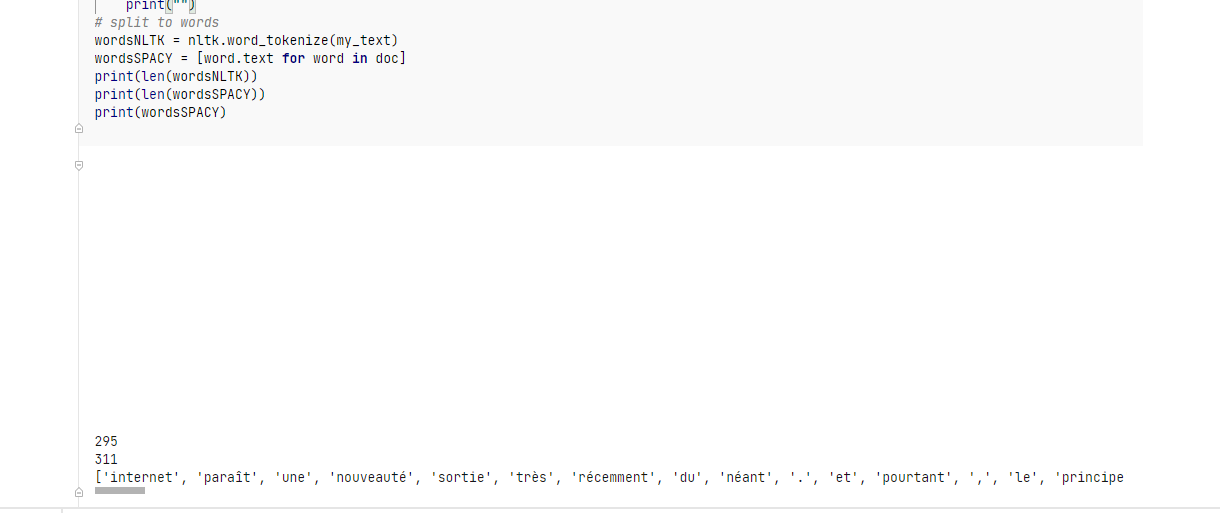 print("")
# split to words
wordsNLTK = nltk.word_tokenize(my_text)
wordsSPACY = [word.text for word in doc]
print(len(wordsNLTK))
print(len(wordsSPACY))
print(wordsSPACY)
295
311
['internet', 'paraît', 'une', 'nouveauté', 'sortie', 'très', 'récemment', 'du', 'néant', '.', 'et', 'pourtant', ',', 'le', 'principe